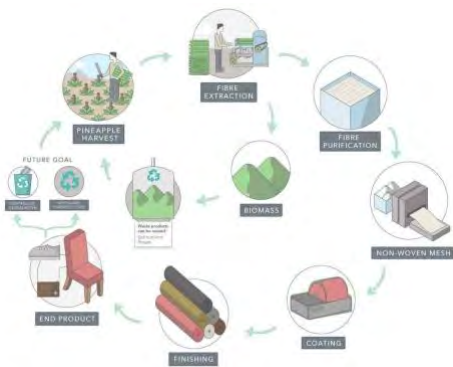 FIBRE
EXTRACTION
PINEAPPLE
HARVEST
FIBRE
PURIFICATION
FUTURE GOAL
BIOMASS
NON-WOVEN MESH
END PRODUCT
FINISHING
COATING